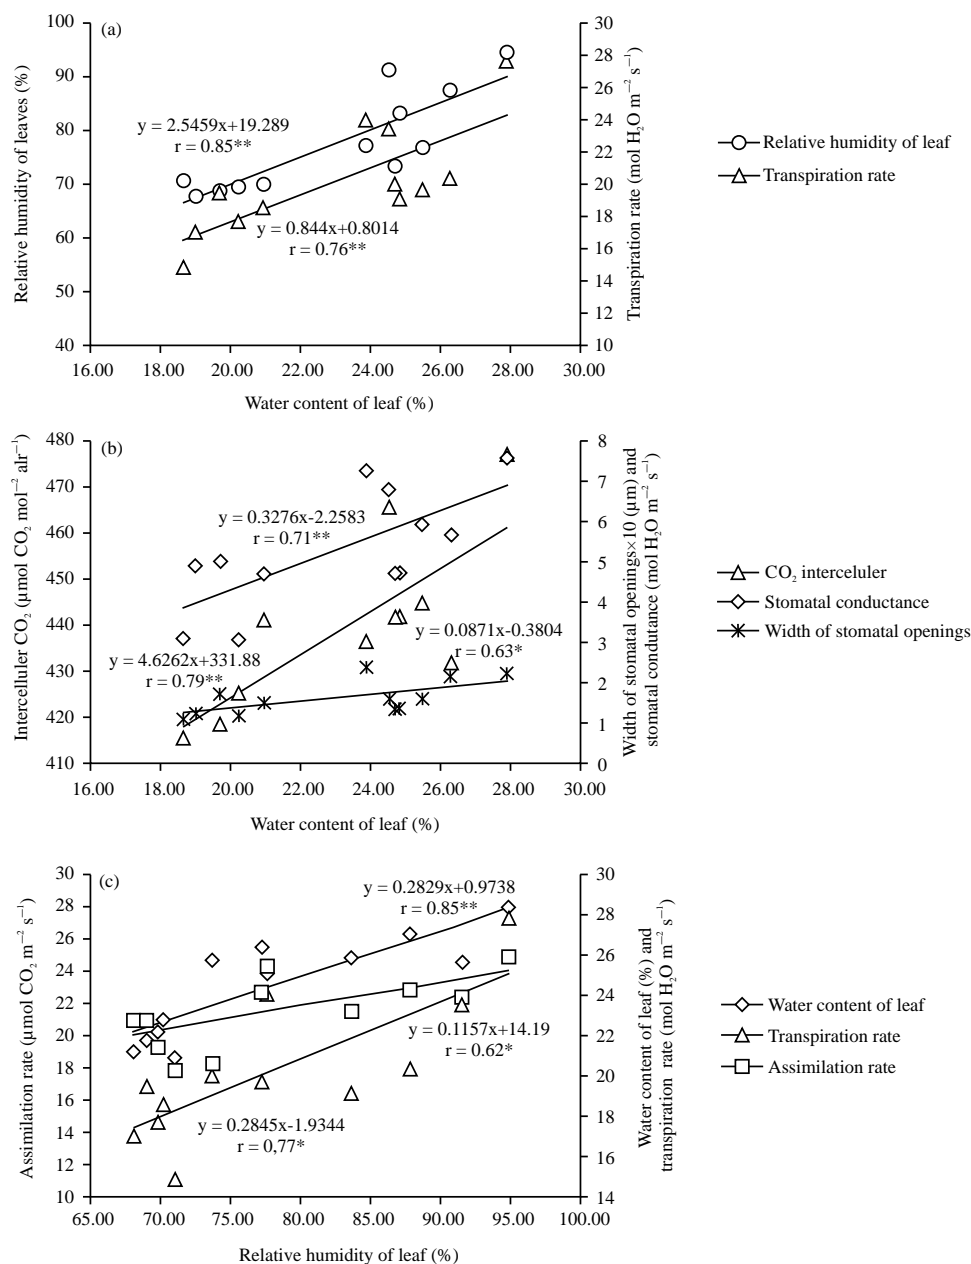 (a)
100
90
80
70
60
50
40
Relative humidity of leaves (%)
30
28
26
24
22
20
18
16
14
12
10
Transpiration rate (mol H₂O m⁻² s⁻¹)
y = 2.5459x+19.289
r = 0.85**
y = 0.844x+0.8014
r = 0.76**
16.00 18.00 20.00 22.00 24.00 26.00 28.00 30.00
Water content of leaf (%)
Relative humidity of leaf
Transpiration rate
(b)
480
470
460
450
440
430
420
410
Intercelluler CO₂ (µmol CO₂ mol⁻² alr⁻¹)
8
7
6
5
4
3
2
1
0
Width of stomatal openings×10 (µm) and
stomatal condutance (mol H₂O m⁻² s⁻¹)
y = 0.3276x-2.2583
r = 0.71**
y = 0.0871x-0.3804
r = 0.63*
y = 4.6262x+331.88
r = 0.79**
16.00 18.00 20.00 22.00 24.00 26.00 28.00 30.00
Water content of leaf (%)
CO₂ interceluler
Stomatal conductance
Width of stomatal openings
(c)
30
28
26
24
22
20
18
16
14
12
10
Assimilation rate (µmol CO₂ m⁻² s⁻¹)
30
28
26
24
22
20
18
16
14
Water content of leaf (%) and
transpiration rate (mol H₂O m⁻² s⁻¹)
y = 0.2829x+0.9738
r = 0.85**
y = 0.1157x+14.19
r = 0.62*
y = 0.2845x-1.9344
r = 0,77*
65.00 70.00 75.00 80.00 85.00 90.00 95.00 100.00
Relative humidity of leaf (%)
Water content of leaf
Transpiration rate
Assimilation rate